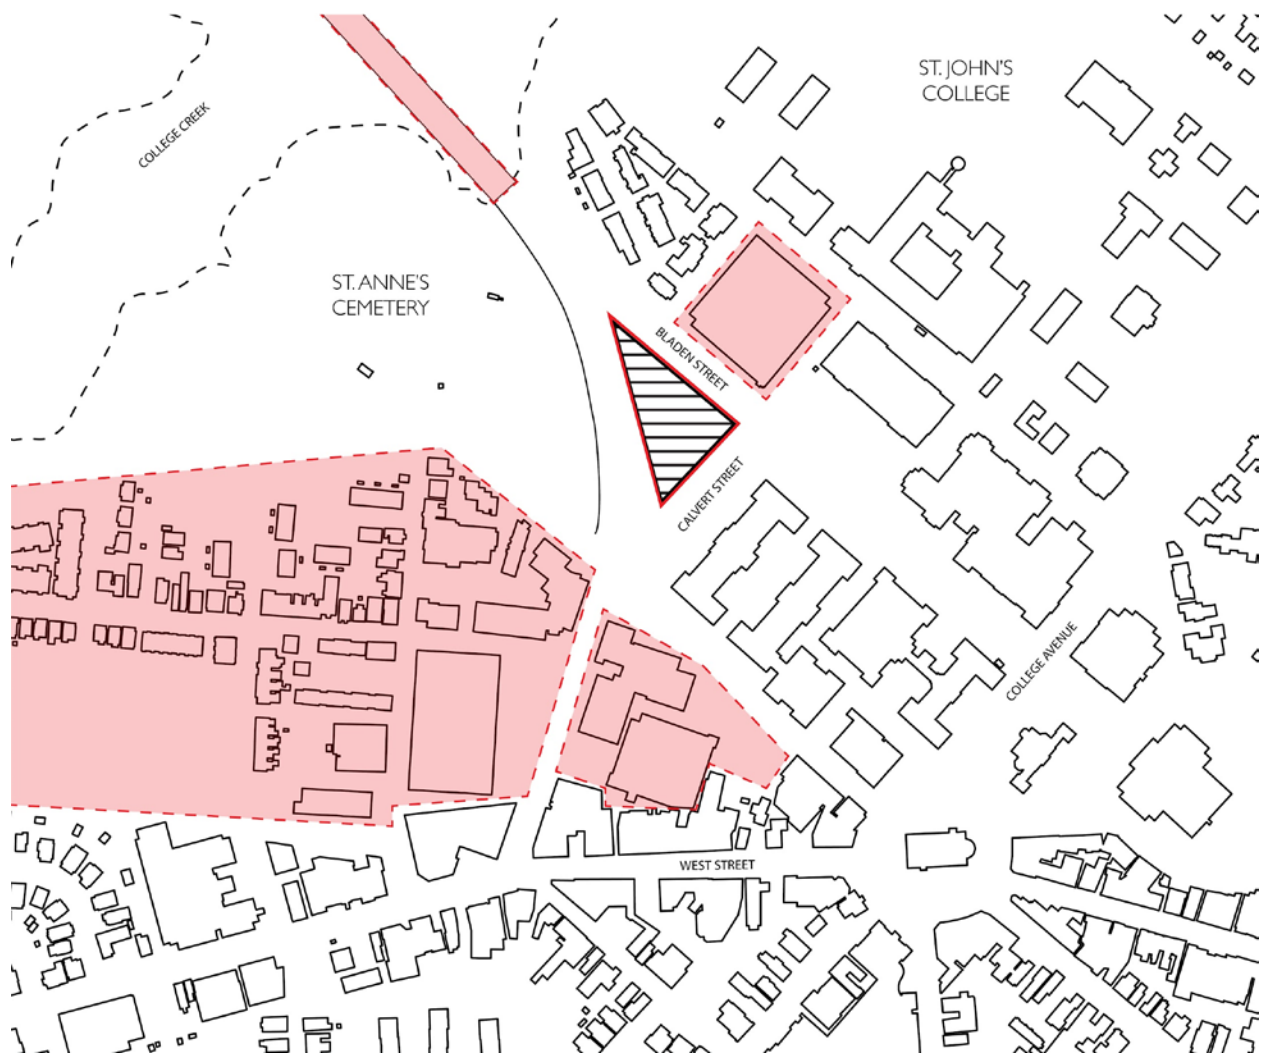 ST. JOHN'S
COLLEGE
COLLEGE CREEK
ST. ANNE'S
CEMETERY
BLADEN STREET
CALVERT STREET
COLLEGE AVENUE
WEST STREET